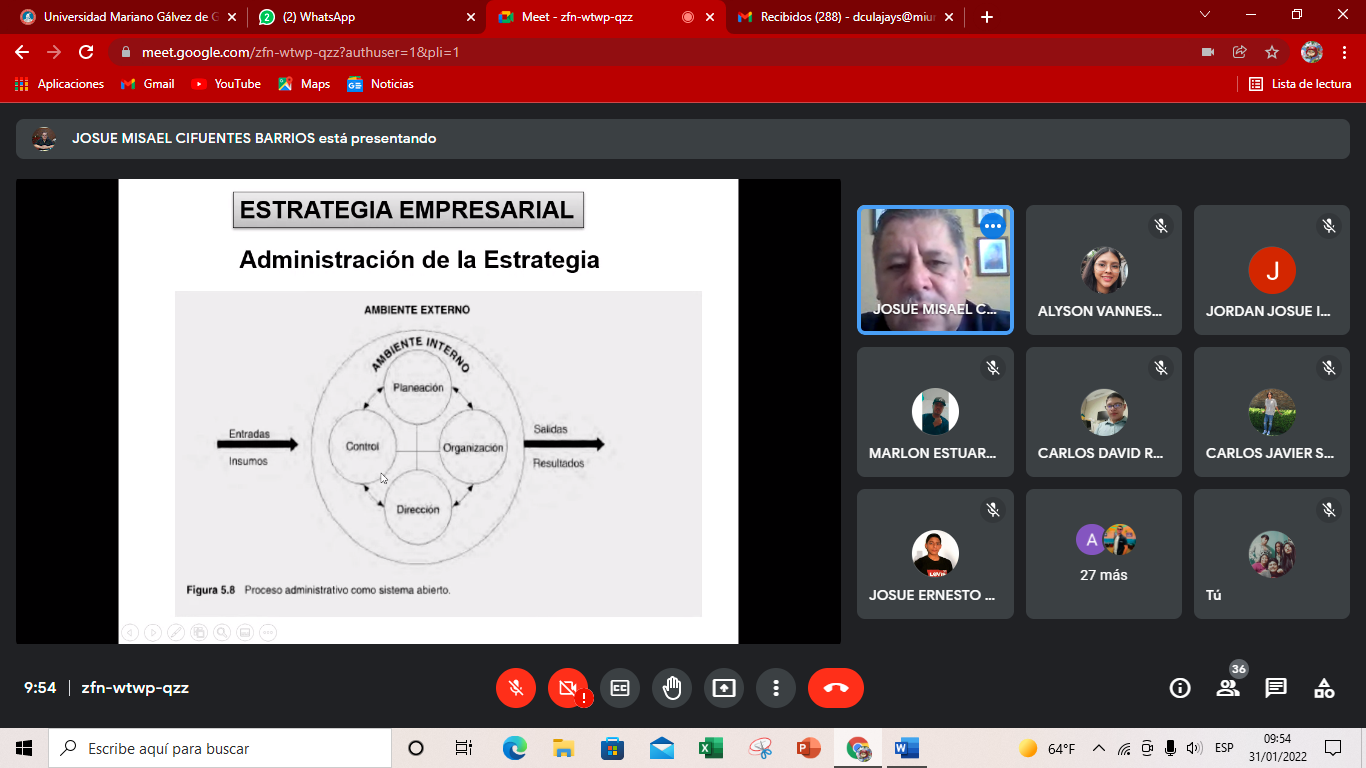 Universidad Mariano Gálvez de G
(2) WhatsApp
Meet - zfn-wtwp-qzz
Recibidos (288) - dculajays@miu
meet.google.com/zfn-wtwp-qzz?authuser=1&pli=1
Aplicaciones
Gmail
YouTube
Maps
Noticias
Lista de lectura
JOSUE MISAEL CIFUENTES BARRIOS está presentando
ESTRATEGIA EMPRESARIAL
Administración de la Estrategia
AMBIENTE EXTERNO
AMBIENTE INTERNO
Planeación
Entradas
Insumos
Control
Organización
Salidas
Resultados
Dirección
Figura 5.8 Proceso administrativo como sistema abierto.
JOSUE MISAEL C...
ALYSON VANNES...
J
JORDAN JOSUE I...
MARLON ESTUAR...
CARLOS DAVID R...
CARLOS JAVIER S...
JOSUE ERNESTO ...
A
27 más
Tú
9:54 | zfn-wtwp-qzz
36
Escribe aquí para buscar
64°F
ESP
09:54
31/01/2022